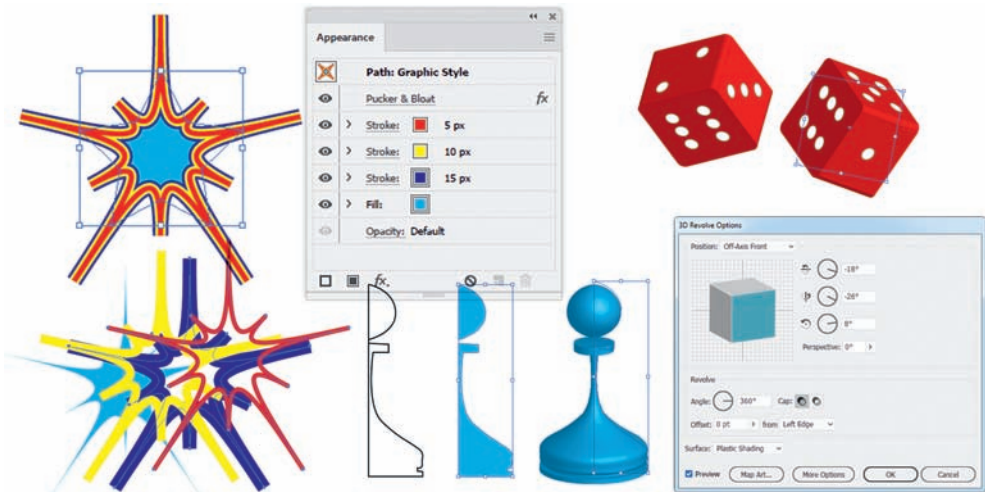 Appearance
Path: Graphic Style
Pucker & Bloat fx
Stroke: 5 px
Stroke: 10 px
Stroke: 15 px
Fill:
Opacity: Default
fx.
3D Revolve Options
Position: Off-Axis Front
-18°
-26°
8°
Perspective: 0°
Revolve
Angle: 360° Cap:
Offset: 0 pt from Left Edge
Surface: Plastic Shading
Preview Map Art... More Options OK Cancel